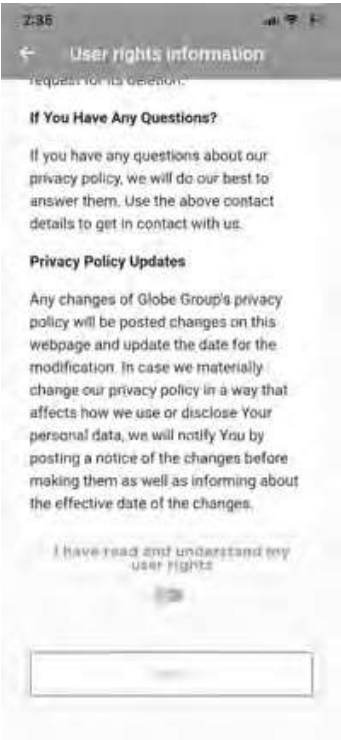 2:36
User rights information
request for its deletion."
If You Have Any Questions?
If you have any questions about our
privacy policy, we will do our best to
answer them. Use the above contact
details to get in contact with us.
Privacy Policy Updates
Any changes of Globe Group's privacy
policy will be posted changes on this
webpage and update the date for the
modification. In case we materially
change our privacy policy in a way that
affects how we use or disclose Your
personal data, we will notify You by
posting a notice of the changes before
making them as well as informing about
the effective date of the changes.
I have read and understand my
user rights